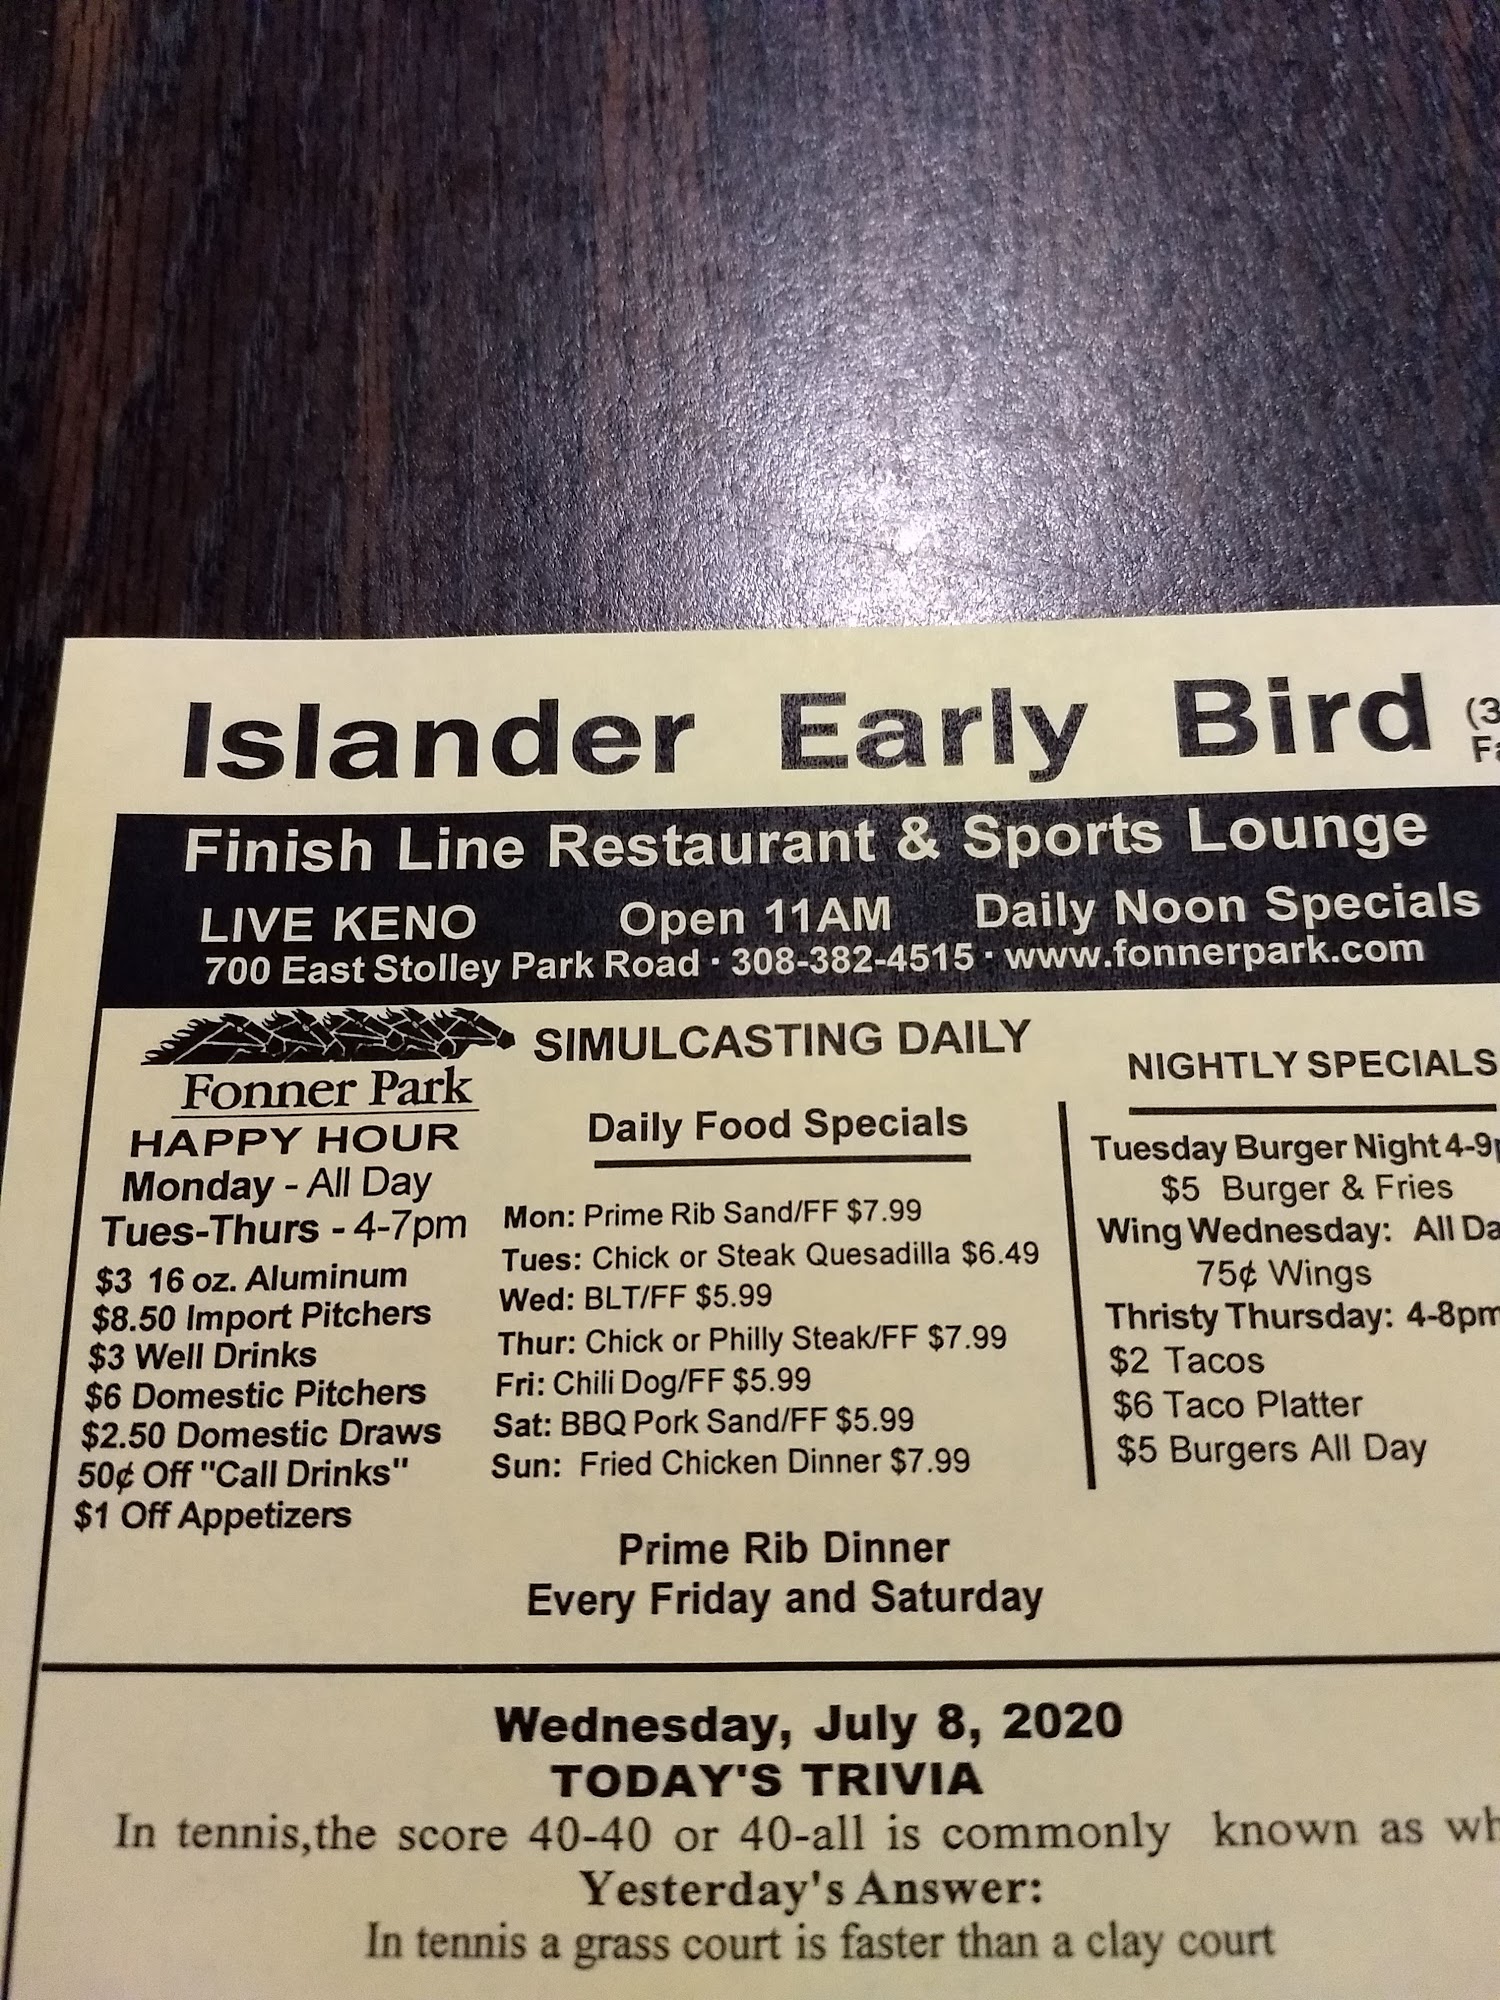 Islander Early Bird
Finish Line Restaurant & Sports Lounge
LIVE KENO Open 11AM Daily Noon Specials
700 East Stolley Park Road · 308-382-4515 · www.fonnerpark.com
Fonner Park
HAPPY HOUR
Monday - All Day
Tues-Thurs - 4-7pm
$3 16 oz. Aluminum
$8.50 Import Pitchers
$3 Well Drinks
$6 Domestic Pitchers
$2.50 Domestic Draws
50¢ Off "Call Drinks"
$1 Off Appetizers
SIMULCASTING DAILY
Daily Food Specials
Mon: Prime Rib Sand/FF $7.99
Tues: Chick or Steak Quesadilla $6.49
Wed: BLT/FF $5.99
Thur: Chick or Philly Steak/FF $7.99
Fri: Chili Dog/FF $5.99
Sat: BBQ Pork Sand/FF $5.99
Sun: Fried Chicken Dinner $7.99
Prime Rib Dinner
Every Friday and Saturday
NIGHTLY SPECIALS
Tuesday Burger Night 4-9
$5 Burger & Fries
Wing Wednesday: All
75¢ Wings
Thristy Thursday: 4-8pm
$2 Tacos
$6 Taco Platter
$5 Burgers All Day
Wednesday, July 8, 2020
TODAY'S TRIVIA
In tennis,the score 40-40 or 40-all is commonly known as
Yesterday's Answer:
In tennis a grass court is faster than a clay court